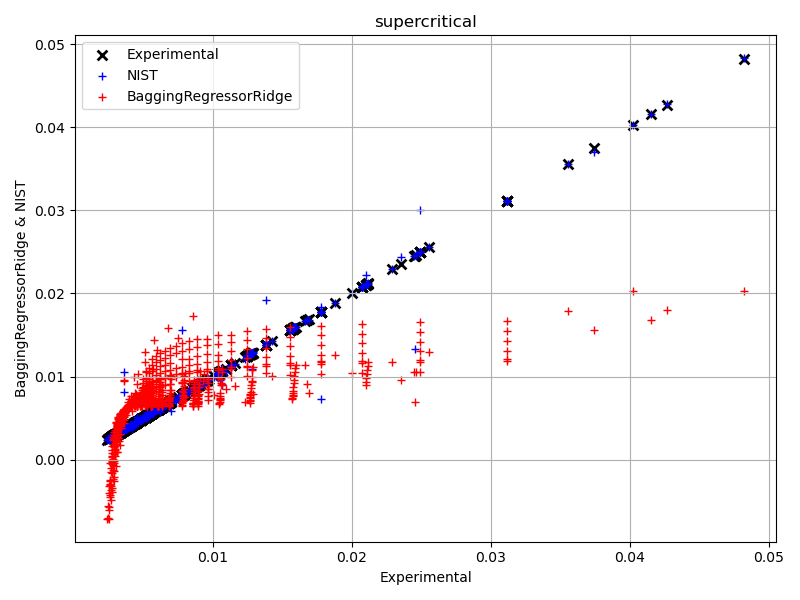 supercritical
Experimental
NIST
BaggingRegressorRidge
BaggingRegressorRidge & NIST
0.05
0.04
0.03
0.02
0.01
0.00
0.01 0.02 0.03 0.04 0.05
Experimental